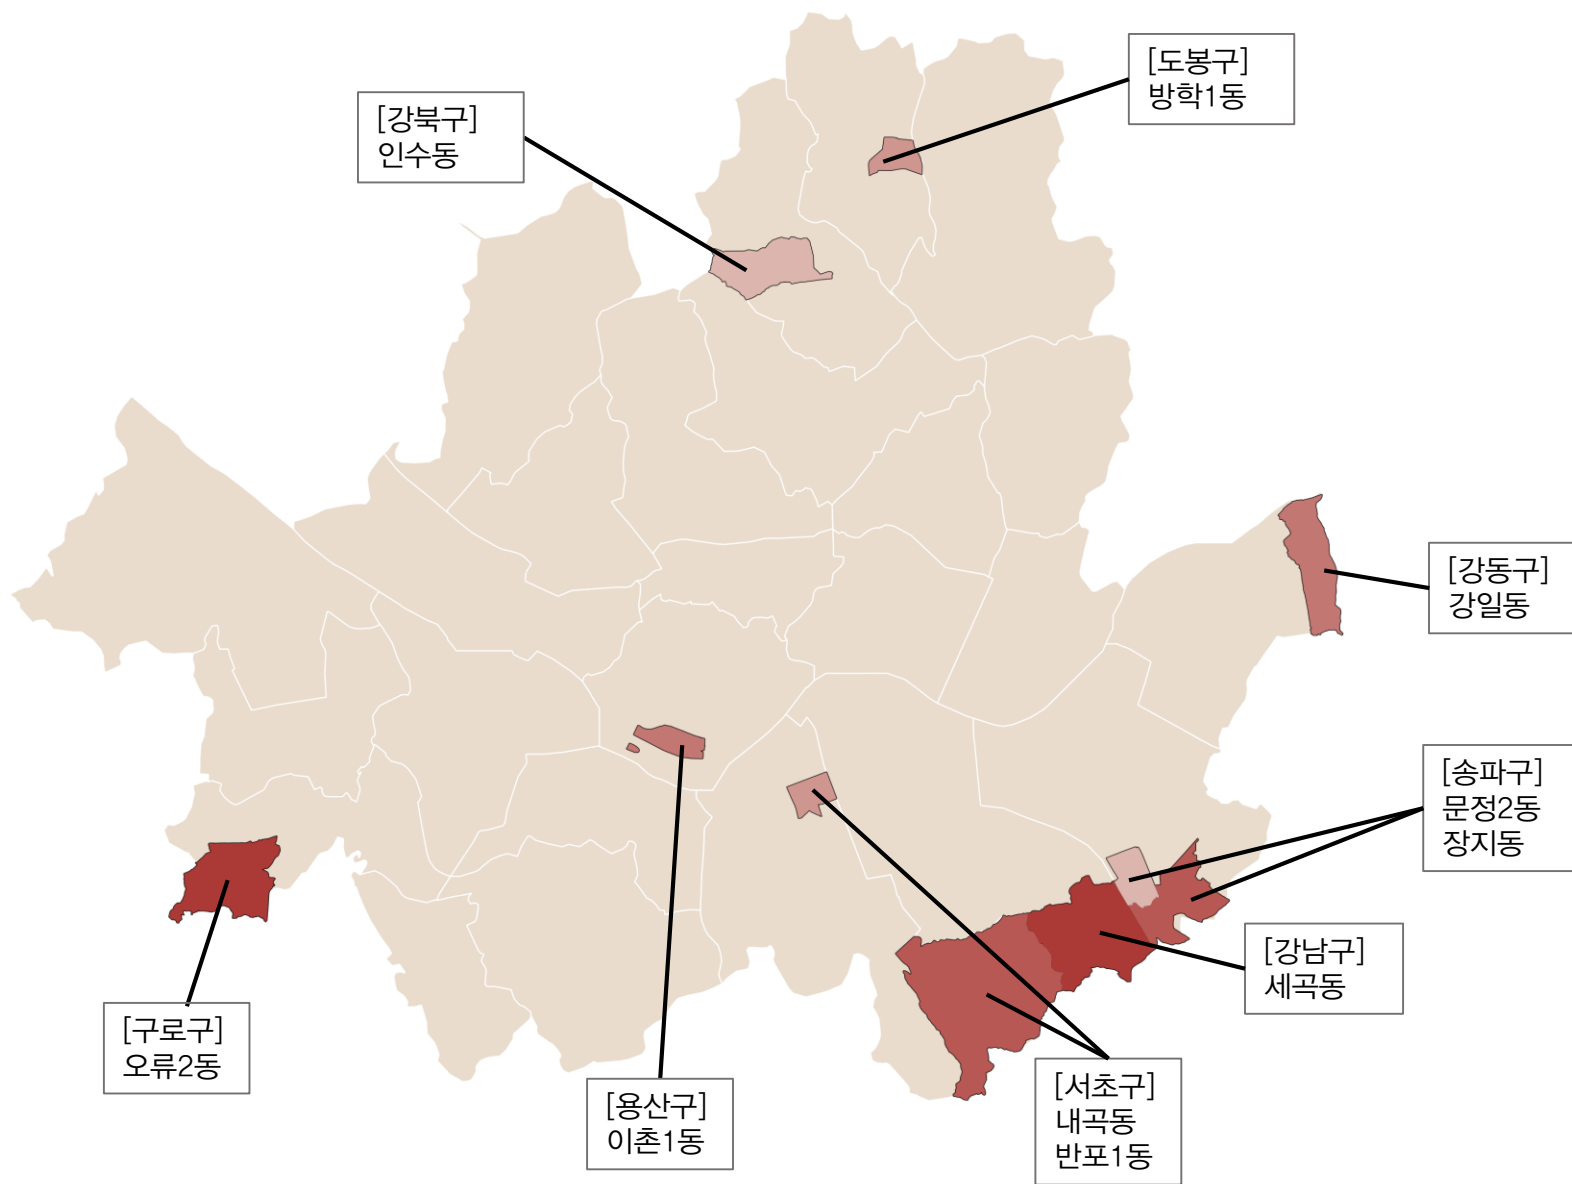 [도봉구]
방학1동
[강북구]
인수동
[강동구]
강일동
[송파구]
문정2동
장지동
[강남구]
세곡동
[구로구]
오류2동
[용산구]
이촌1동
[서초구]
내곡동
반포1동